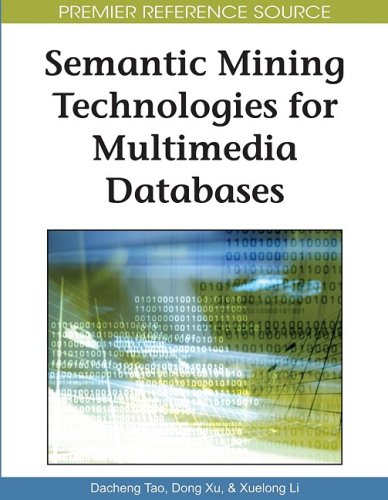 PREMIER REFERENCE SOURCE
Semantic Mining
Technologies for
Multimedia
Databases
Dacheng Tao, Dong Xu, & Xuelong Li